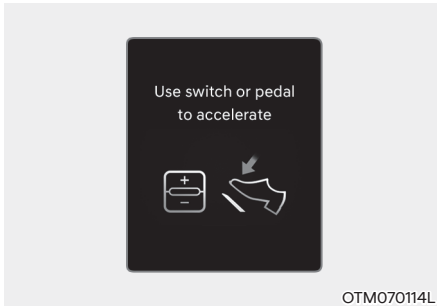 Use switch or pedal
to accelerate
+
−
OTM070114L